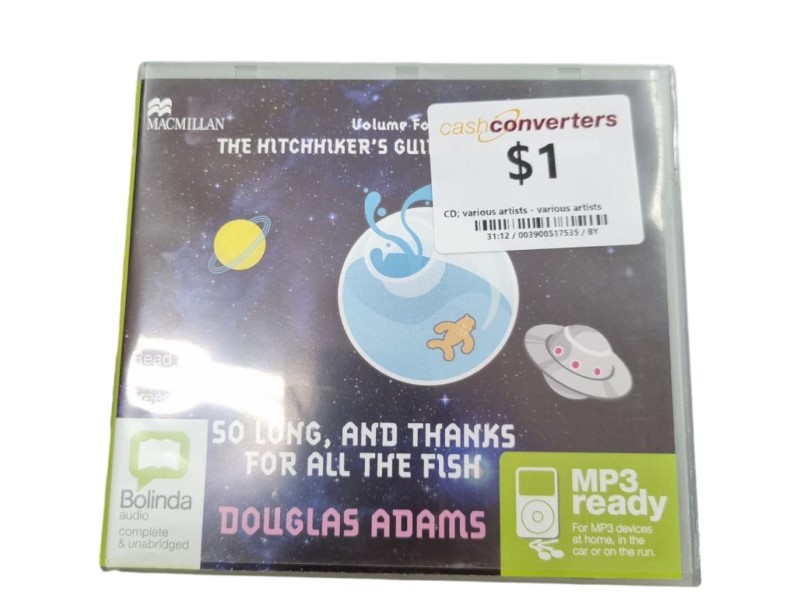 MACMILLAN
Volume Fo
THE HITCHHIKER'S GUI
cashconverters
$1
CD; various artists - various artists
31:12 / 003900517535 / BY
Read
SO LONG, AND THANKS
FOR ALL THE FISH
DOUGLAS ADAMS
Bolinda
audio
complete
& unabridged
MP3
ready
For MP3 devices
at home, in the
car or on the run.